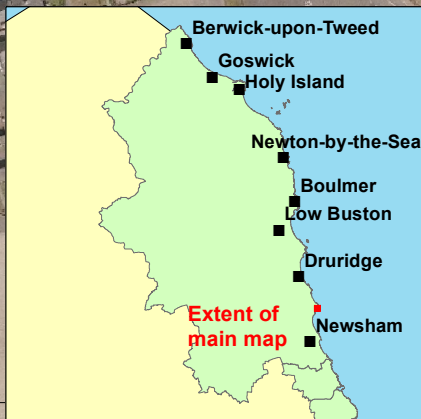 Berwick-upon-Tweed
Goswick
Holy Island
Newton-by-the-Sea
Boulmer
Low Buston
Druridge
Extent of
main map
Newsham